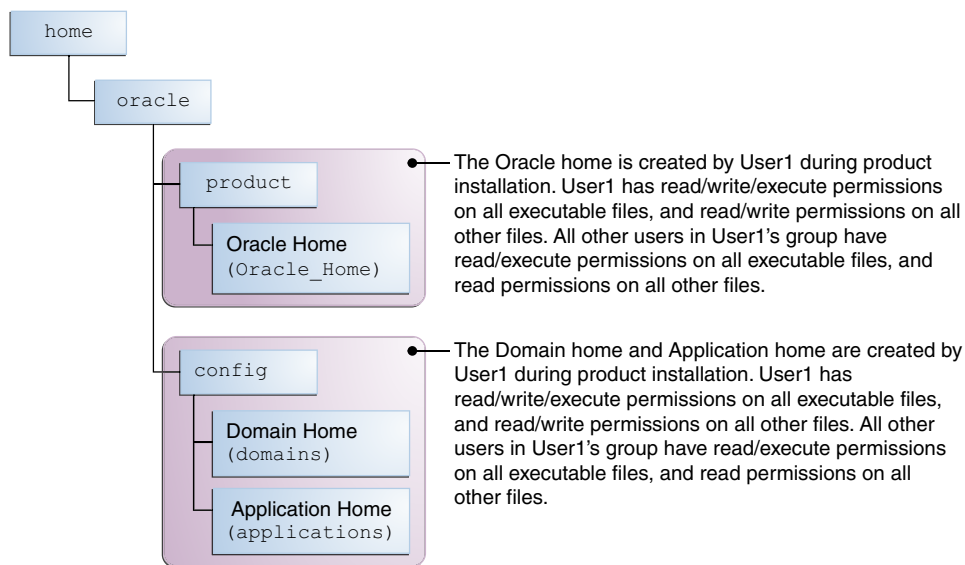 home
oracle
product
Oracle Home
(Oracle_Home)
The Oracle home is created by User1 during product
installation. User1 has read/write/execute permissions
on all executable files, and read/write permissions on all
other files. All other users in User1's group have
read/execute permissions on all executable files, and
read permissions on all other files.
config
Domain Home
(domains)
Application Home
(applications)
The Domain home and Application home are created by
User1 during product installation. User1 has
read/write/execute permissions on all executable files,
and read/write permissions on all other files. All other
users in User1's group have read/execute permissions
on all executable files, and read permissions on all
other files.